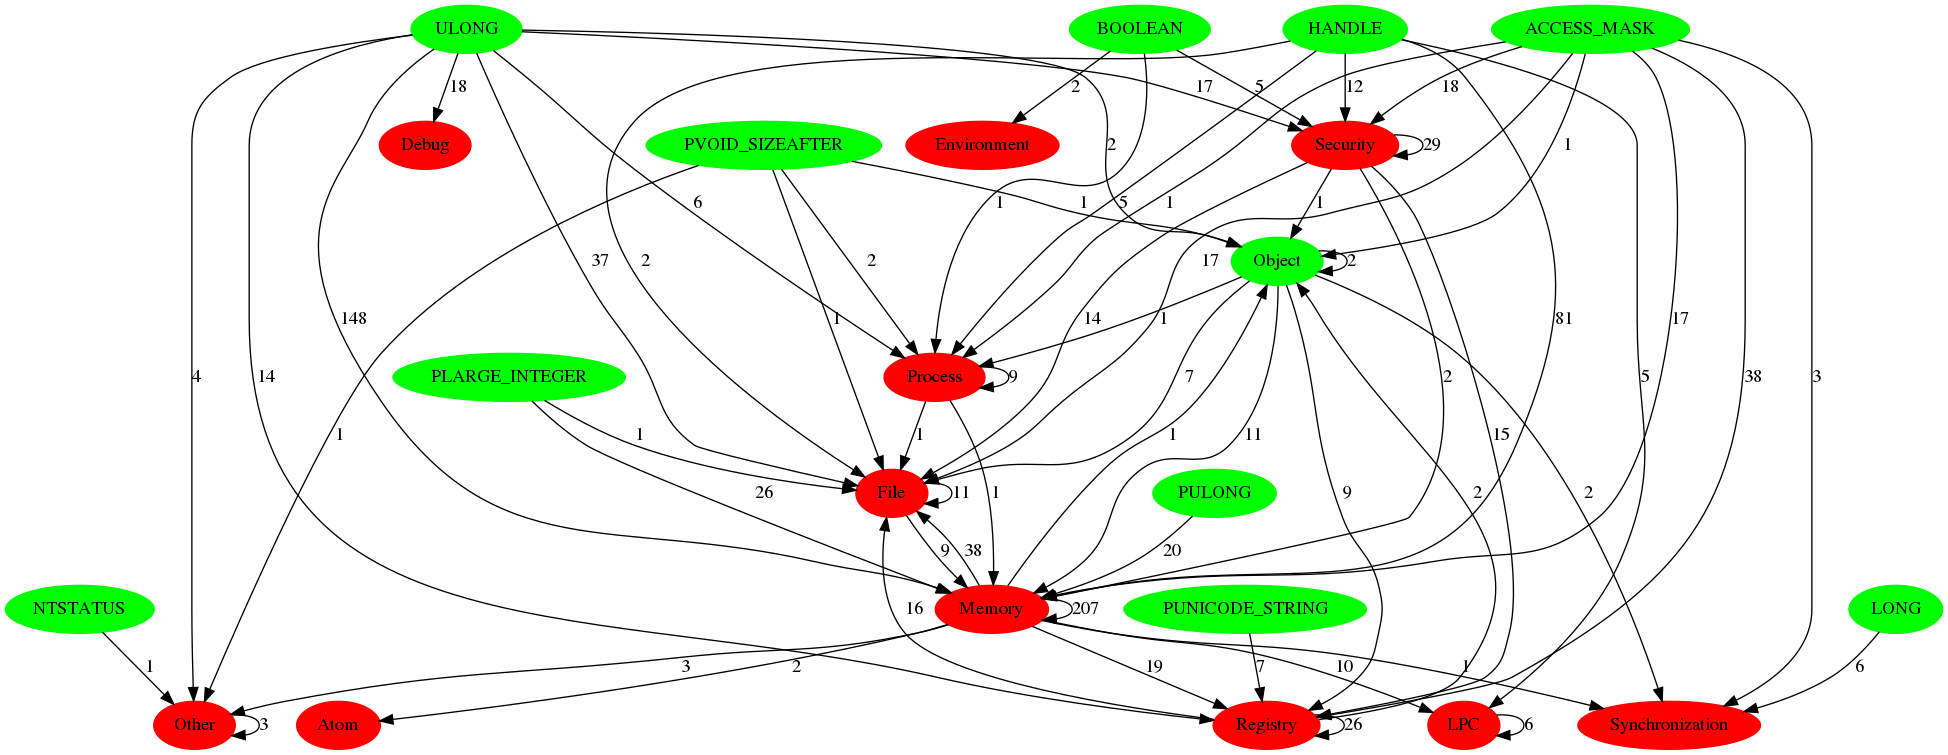 ULONG
BOOLEAN
HANDLE
ACCESS_MASK
18
2
17
5
12
18
Debug
PVOID_SIZEAFTER
Environment
Security
29
2
1
6
1
1
5
1
1
37
2
2
17
Object
2
148
1
14
1
81
17
4
14
PLARGE_INTEGER
Process
9
7
2
5
38
3
1
1
1
1
11
15
26
File
11
1
PULONG
9
2
2
9
38
20
NTSTATUS
16
Memory
207
PUNICODE_STRING
LONG
1
3
2
19
7
10
1
6
Other
3
Atom
Registry
26
LPC
6
Synchronization